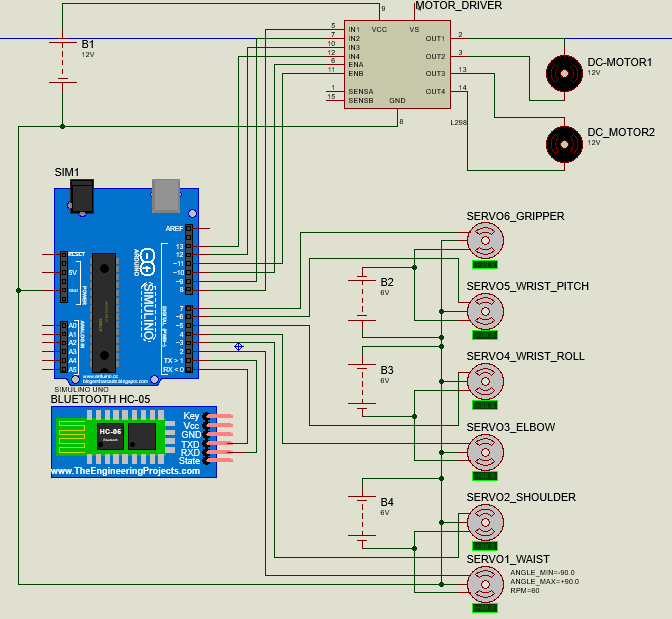 MOTOR_DRIVER
9
4
B1
12V
VCC
VS
5
IN1
7
IN2
10
IN3
12
IN4
6
ENA
11
ENB
1
SENSA
15
SENSB
GND
8
OUT1
2
OUT2
3
OUT3
13
OUT4
14
L298
DC-MOTOR1
12V
DC_MOTOR2
12V
SIM1
AREF
13
12
~11
~10
~9
8
RESET
5V
GND
POWER
ARDUINO
SIMULINO
DIGITAL (PWM~)
ANALOG IN
7
~6
~5
4
~3
2
TX > 1
RX < 0
A0
A1
A2
A3
A4
A5
www.arduino.cc
blogembarcado.blogspot.com
SIMULINO UNO
BLUETOOTH HC-05
HC-05
Bluetooth
Key
Vcc
GND
TXD
RXD
State
www.TheEngineeringProjects.com
SERVO6_GRIPPER
B2
6V
SERVO5_WRIST_PITCH
B3
6V
SERVO4_WRIST_ROLL
SERVO3_ELBOW
B4
6V
SERVO2_SHOULDER
SERVO1_WAIST
ANGLE_MIN=-90.0
ANGLE_MAX=+90.0
RPM=60